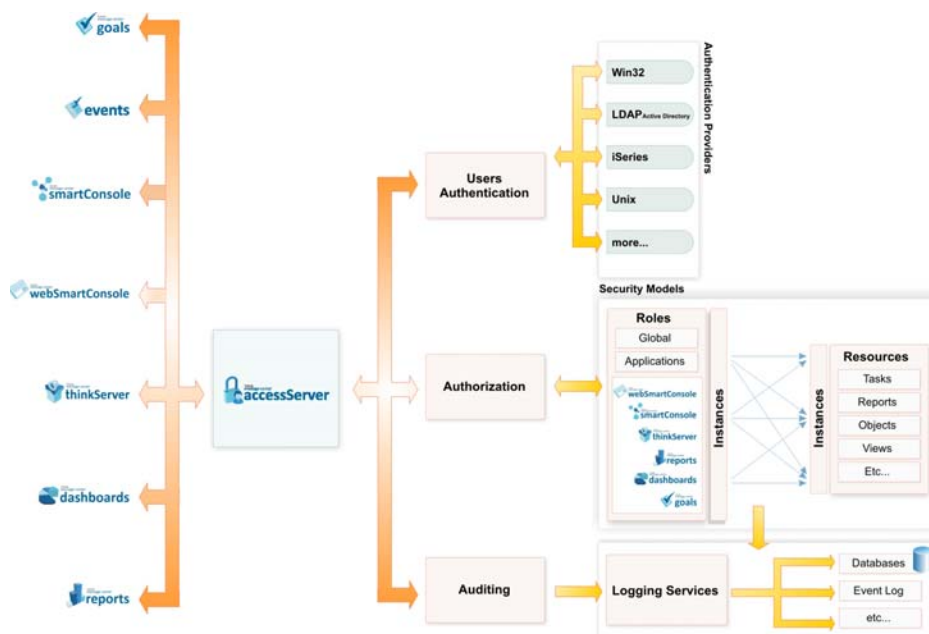 goals
events
smartConsole
webSmartConsole
thinkServer
dashboards
reports
accessServer
Users
Authentication
Authorization
Auditing
Authentication Providers
Win32
LDAP Active Directory
iSeries
Unix
more...
Security Models
Roles
Global
Applications
webSmartConsole
smartConsole
thinkServer
reports
dashboards
goals
Instances
Instances
Resources
Tasks
Reports
Objects
Views
Etc...
Logging Services
Databases
Event Log
etc...